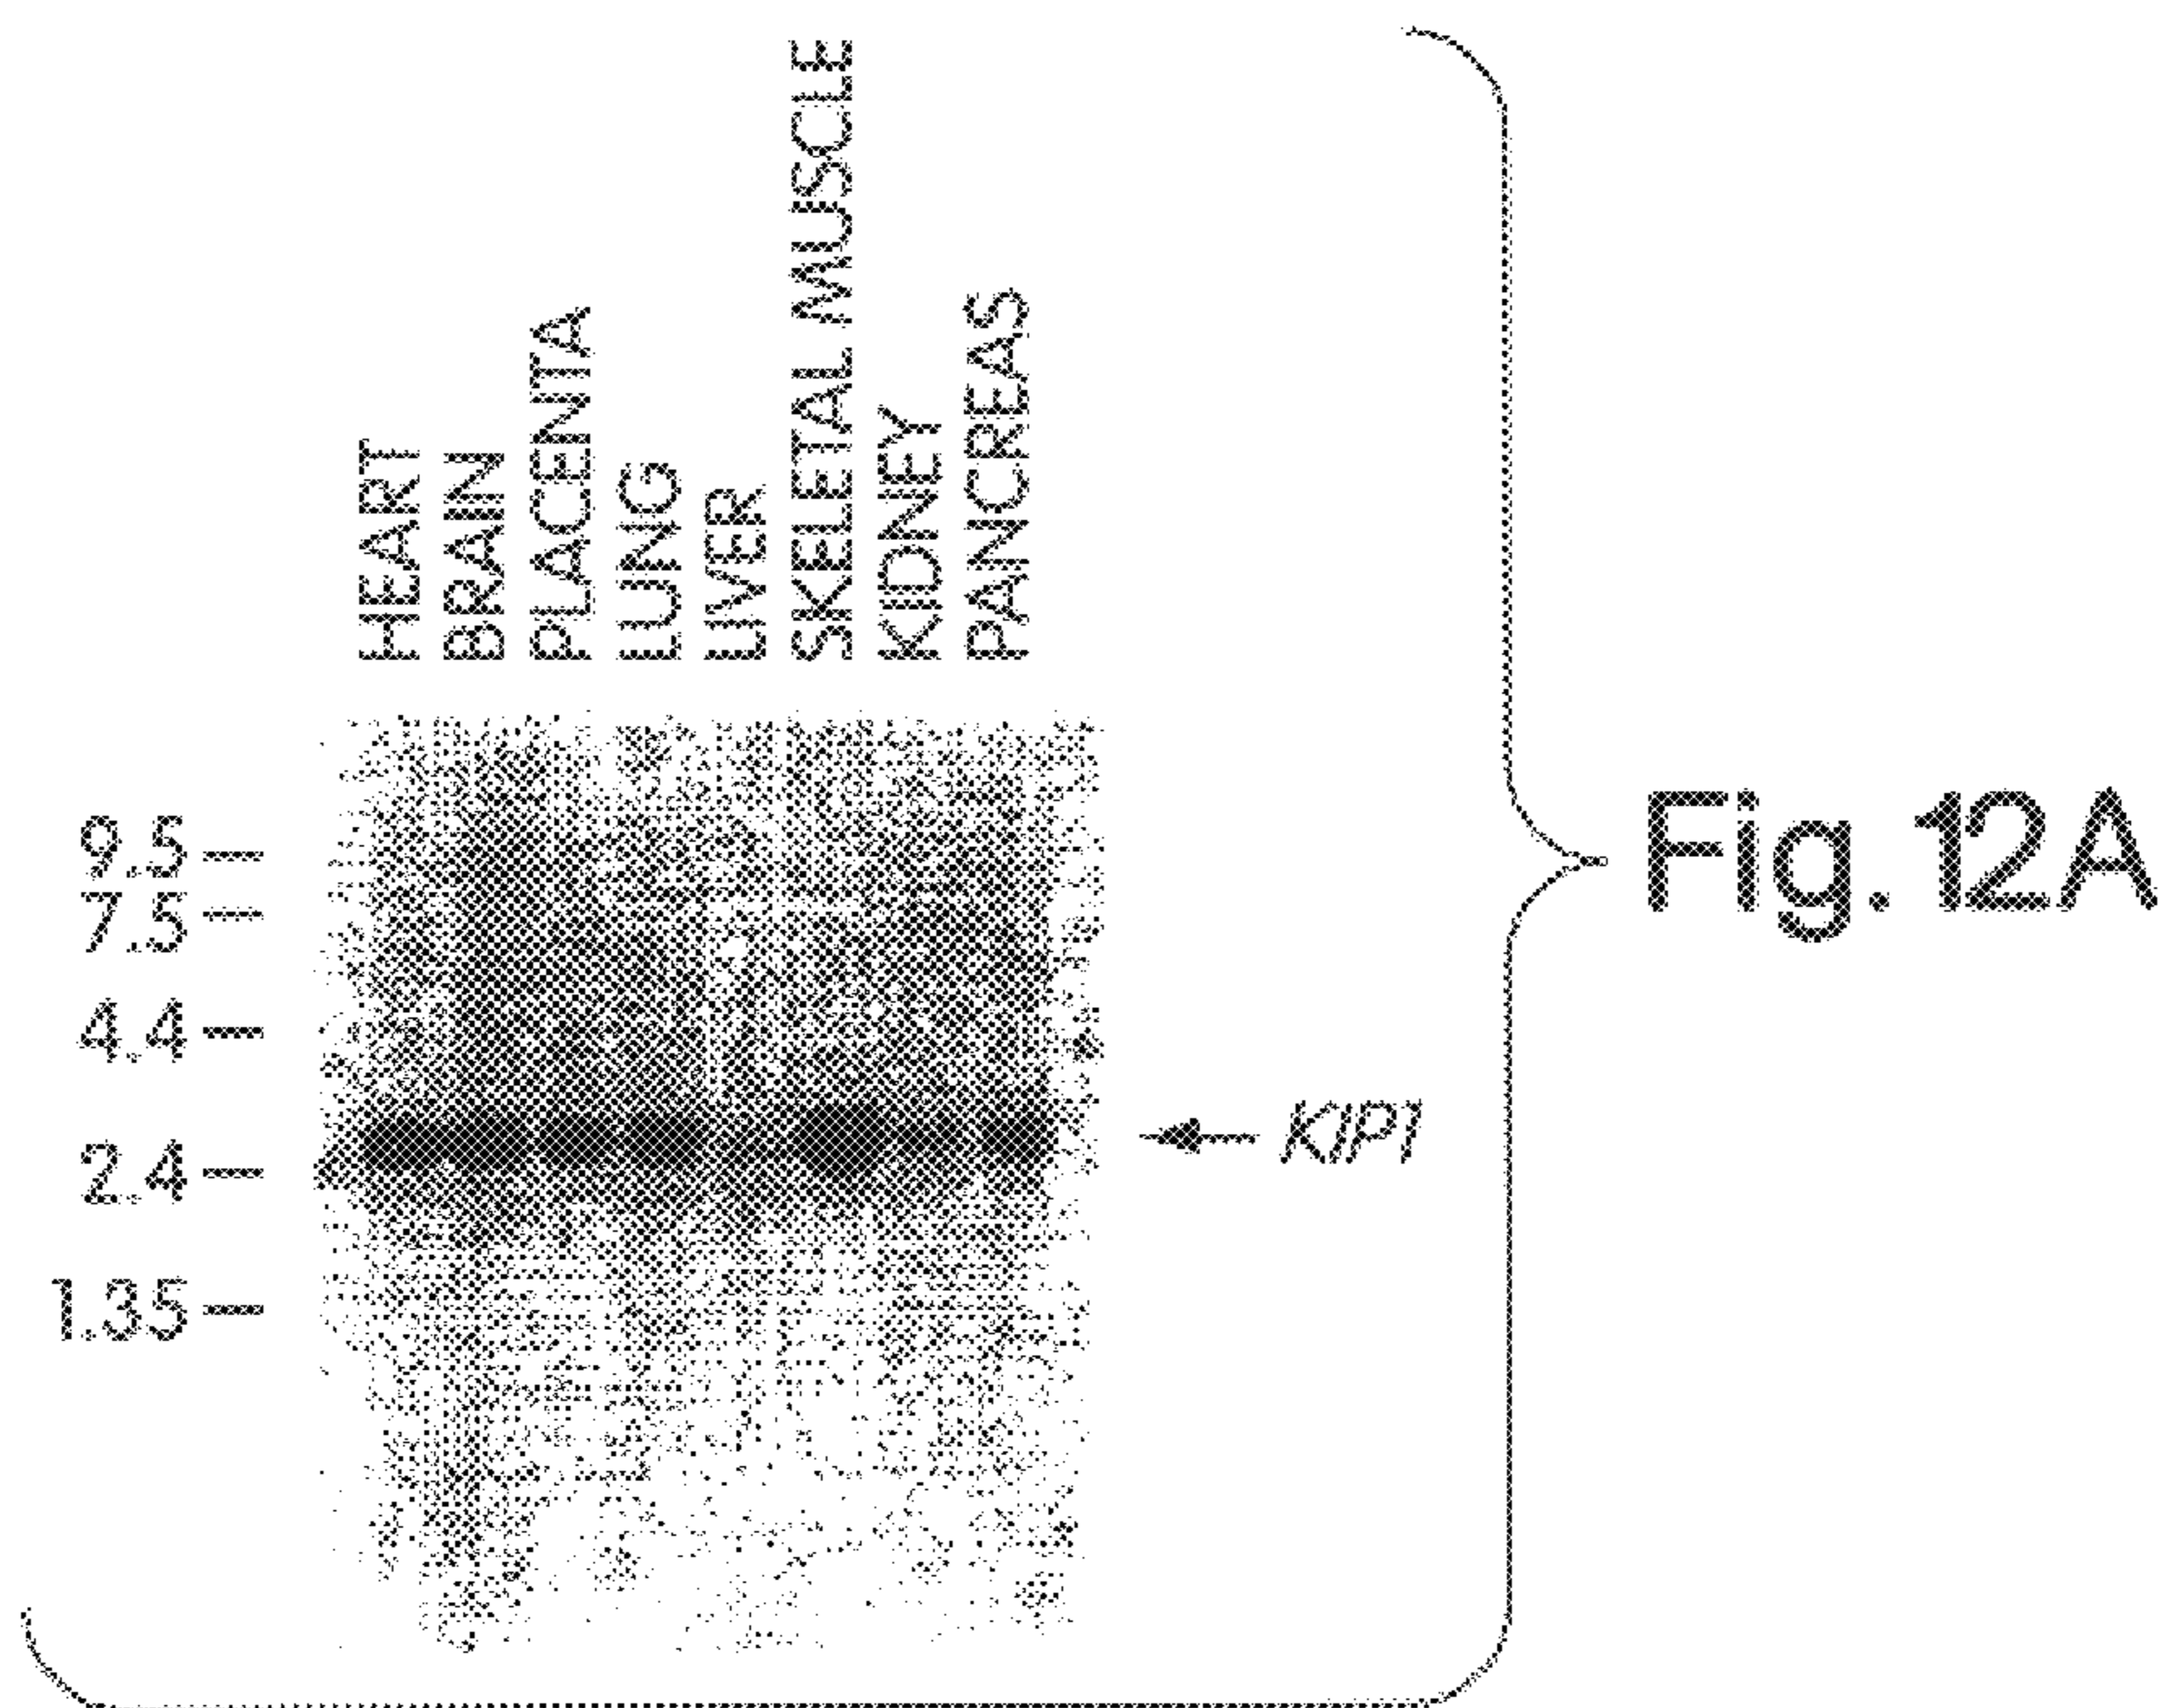 HEART
BRAIN
PLACENTA
LUNG
LIVER
SKELETAL MUSCLE
KIDNEY
PANCREAS
9.5
7.5
4.4
2.4
1.35
KIP1
Fig. 12A